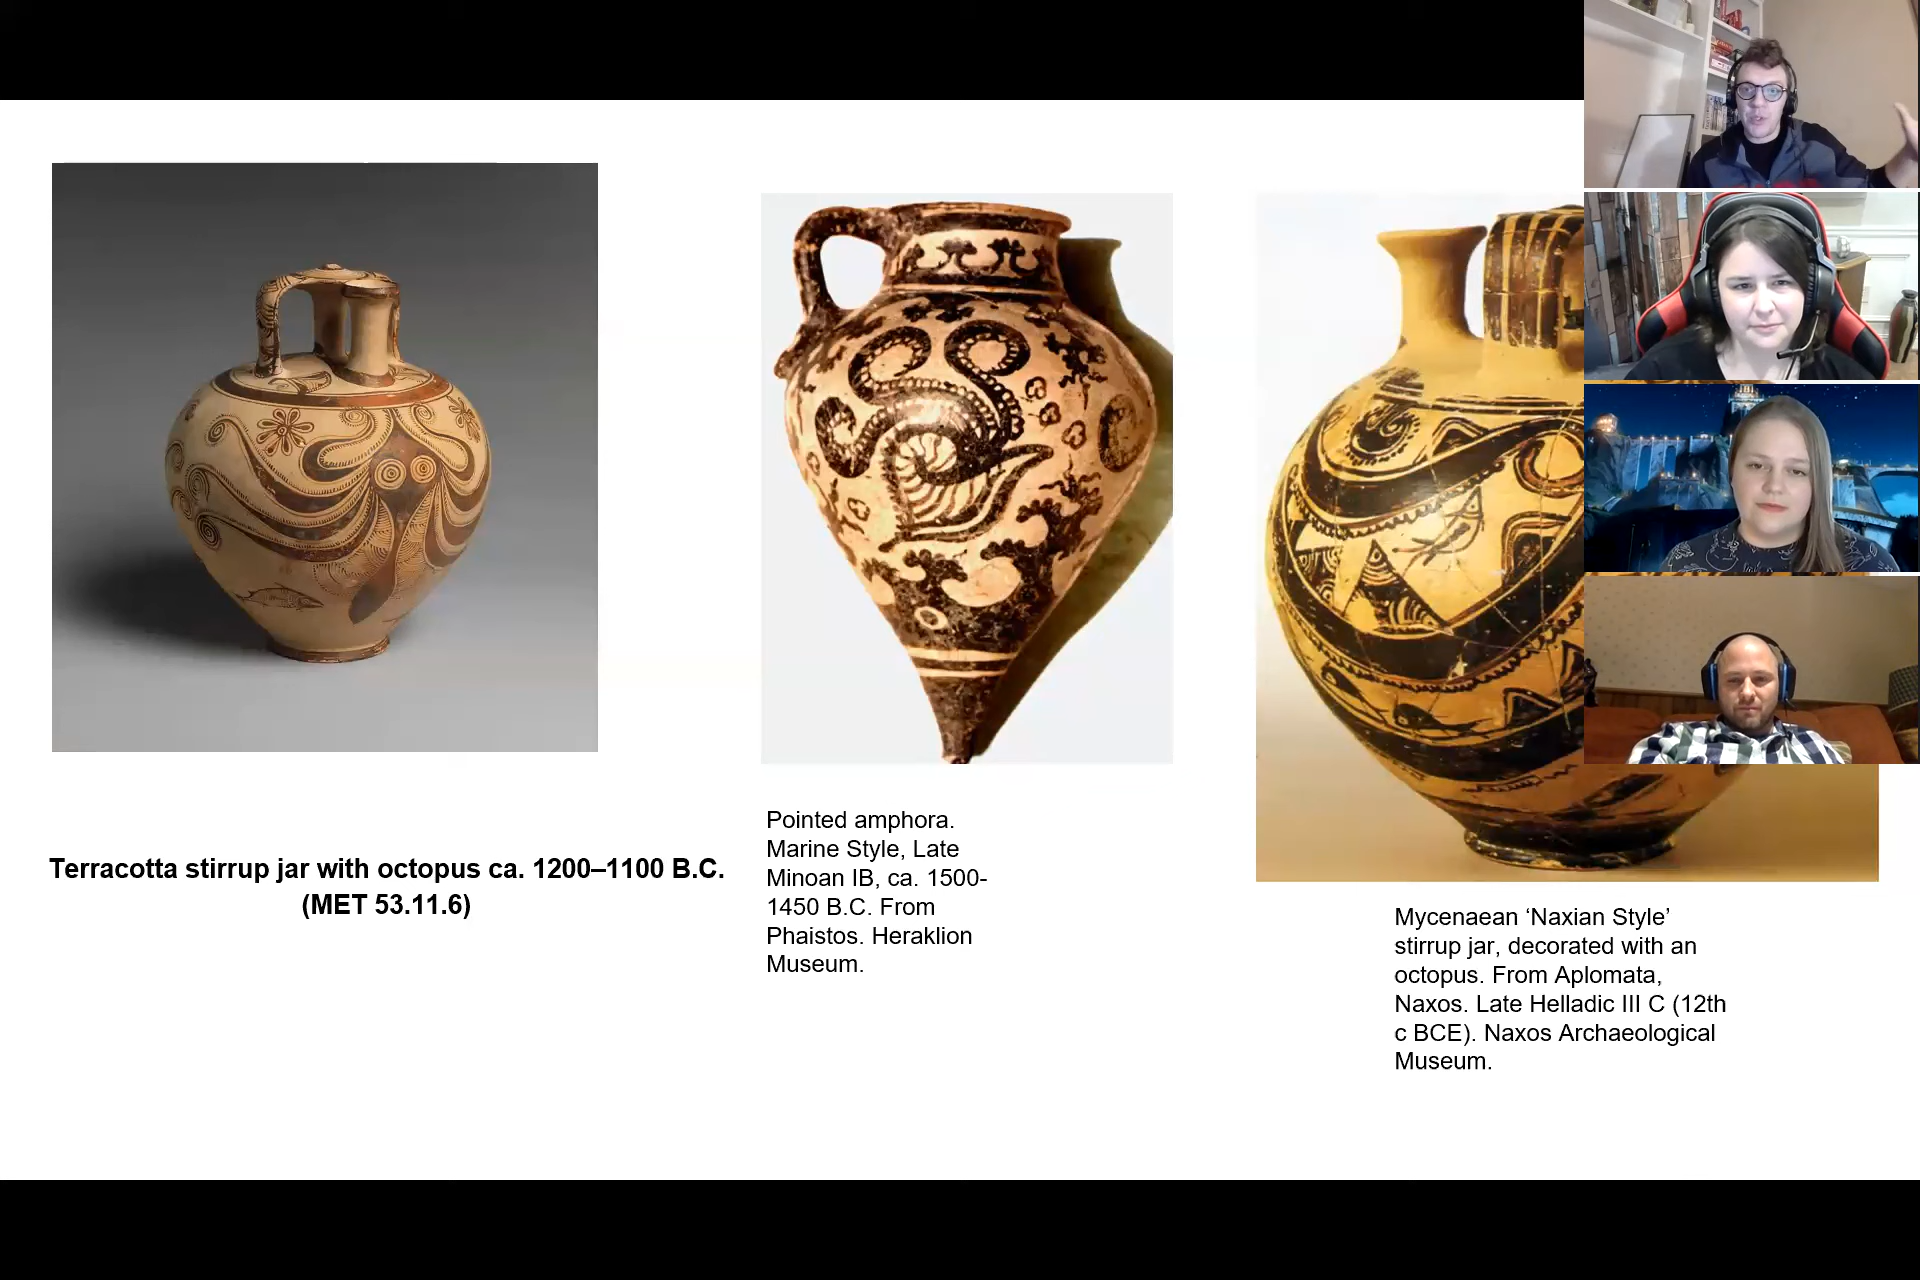 Terracotta stirrup jar with octopus ca. 1200–1100 B.C.
(MET 53.11.6)
Pointed amphora.
Marine Style, Late
Minoan IB, ca. 1500-
1450 B.C. From
Phaistos. Heraklion
Museum.
Mycenaean ‘Naxian Style’
stirrup jar, decorated with an
octopus. From Aplomata,
Naxos. Late Helladic III C (12th
c BCE). Naxos Archaeological
Museum.